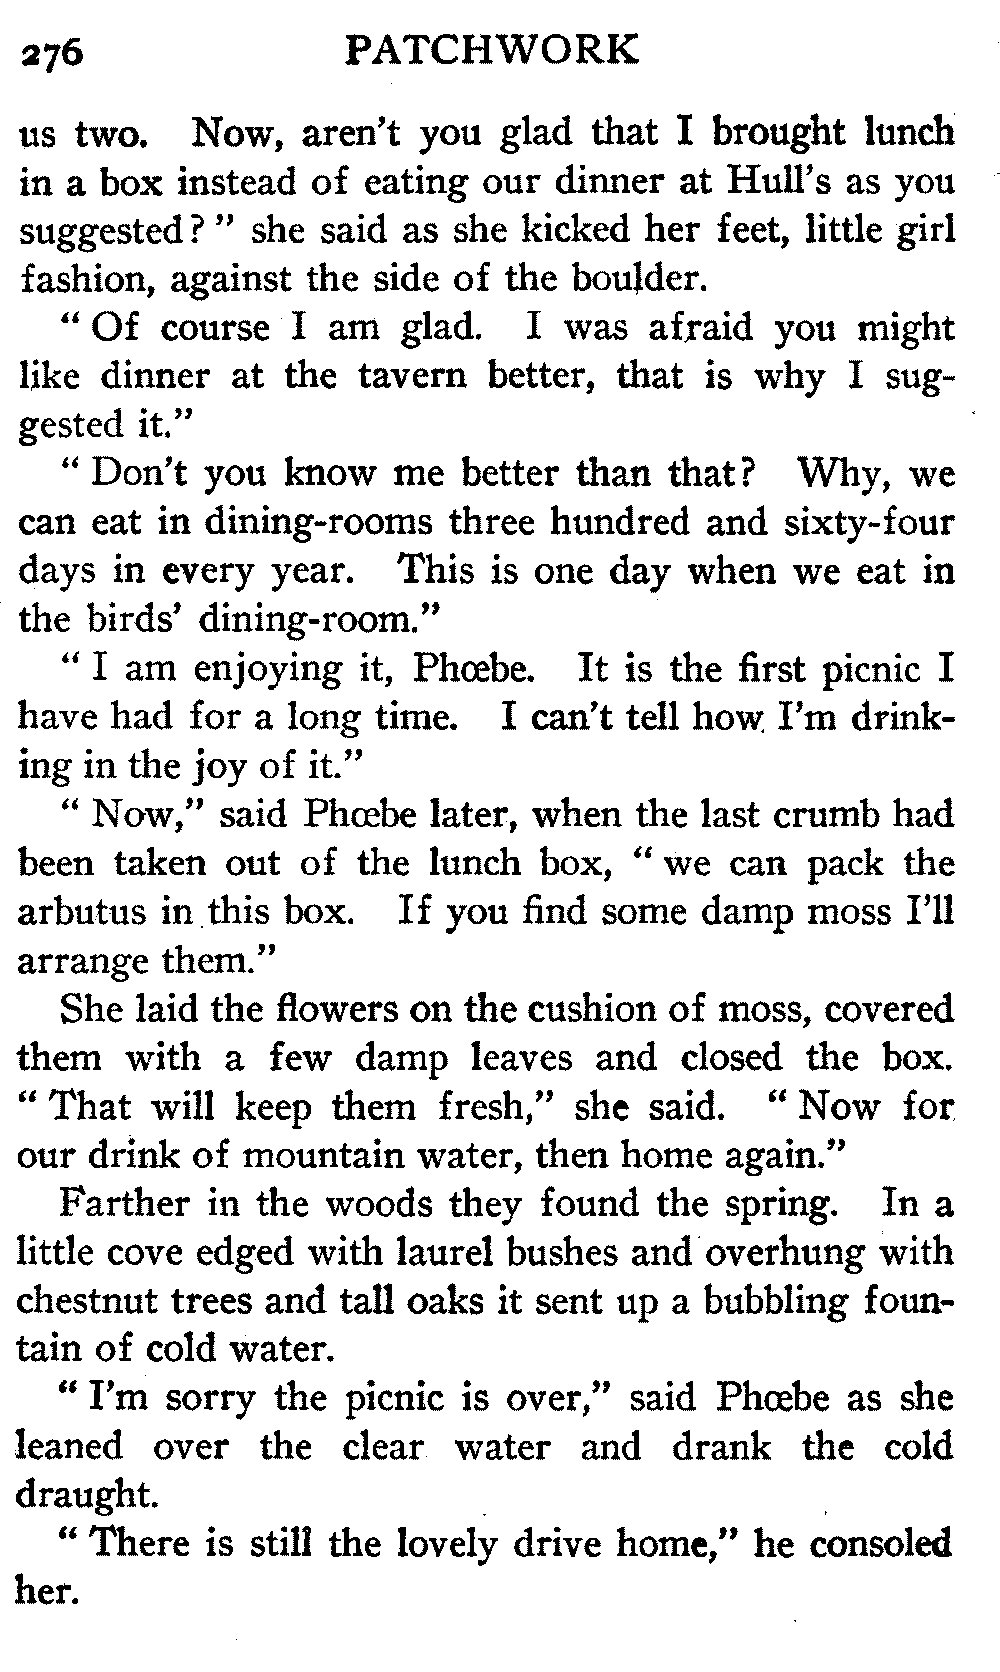 276 PATCHWORK
us two. Now, aren't you glad that I brought lunch
in a box instead of eating our dinner at Hull's as you
suggested? " she said as she kicked her feet, little girl
fashion, against the side of the boulder.
" Of course I am glad. I was afraid you might
like dinner at the tavern better, that is why I sug-
gested it."
" Don't you know me better than that? Why, we
can eat in dining-rooms three hundred and sixty-four
days in every year. This is one day when we eat in
the birds' dining-room."
" I am enjoying it, Phœbe. It is the first picnic I
have had for a long time. I can't tell how I'm drink-
ing in the joy of it."
" Now," said Phœbe later, when the last crumb had
been taken out of the lunch box, " we can pack the
arbutus in this box. If you find some damp moss I'll
arrange them."
She laid the flowers on the cushion of moss, covered
them with a few damp leaves and closed the box.
" That will keep them fresh," she said. " Now for
our drink of mountain water, then home again."
Farther in the woods they found the spring. In a
little cove edged with laurel bushes and overhung with
chestnut trees and tall oaks it sent up a bubbling foun-
tain of cold water.
" I'm sorry the picnic is over," said Phœbe as she
leaned over the clear water and drank the cold
draught.
" There is still the lovely drive home," he consoled
her.